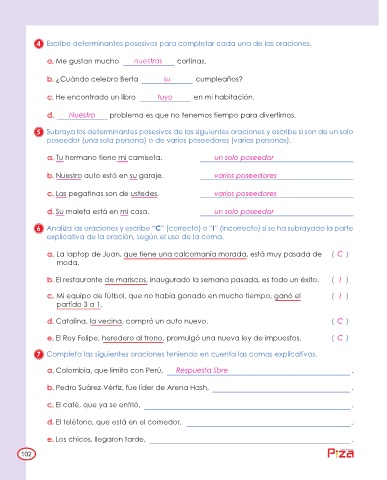 4 Escribe determinantes posesivos para completar cada una de las oraciones.
a. Me gustan mucho nuestras cortinas.
b. ¿Cuándo celebra Berta su cumpleaños?
c. He encontrado un libro tuyo en mi habitación.
d. Nuestro problema es que no tenemos tiempo para divertirnos.
5 Subraya los determinantes posesivos de las siguientes oraciones y escribe si son de un solo
poseedor (una sola persona) o de varios poseedores (varias personas).
a. Tu hermano tiene mi camiseta. un solo poseedor
b. Nuestro auto está en su garaje. varios poseedores
c. Las pegatinas son de ustedes. varios poseedores
d. Su maleta está en mi casa. un solo poseedor
6 Analiza las oraciones y escribe "C" (correcto) o "I" (incorrecto) si se ha subrayado la parte
explicativa de la oración, según el uso de la coma.
a. La laptop de Juan, que tiene una calcomanía morada, está muy pasada de ( C )
moda.
b. El restaurante de mariscos, inaugurado la semana pasada, es todo un éxito. ( I )
c. Mi equipo de fútbol, que no había ganado en mucho tiempo, ganó el ( I )
partido 3 a 1.
d. Catalina, la vecina, compró un auto nuevo. ( C )
e. El Rey Felipe, heredero al trono, promulgó una nueva ley de impuestos. ( C )
7 Completa las siguientes oraciones teniendo en cuenta las comas explicativas.
a. Colombia, que limita con Perú, Respuesta libre .
b. Pedro Suárez-Vértiz, fue líder de Arena Hash, .
c. El café, que ya se enfrió, .
d. El teléfono, que está en el comedor, .
e. Los chicos, llegaron tarde, .
102
P:za